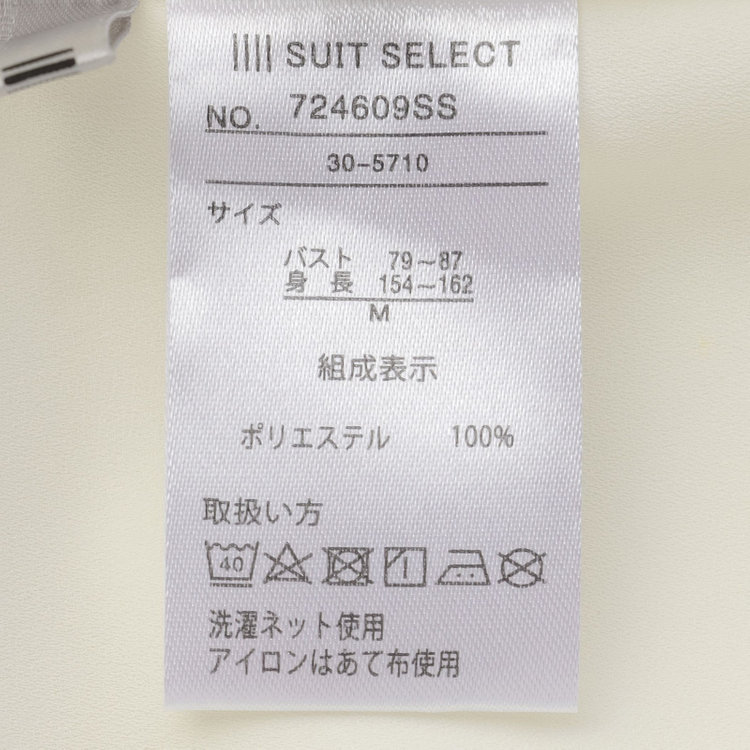 SUIT SELECT
NO. 724609SS
30-5710
サイズ
バスト 79～87
身 長 154～162
M
組成表示
ポリエステル 100%
取扱い方
40
洗濯ネット使用
アイロンはあて布使用